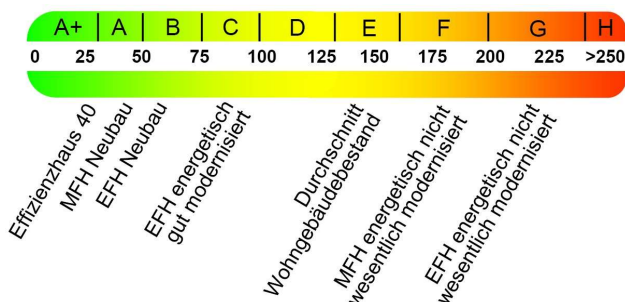 A+ A B C D E F G H
0 25 50 75 100 125 150 175 200 225 >250
Effizienzhaus 40
MFH Neubau
EFH Neubau
EFH energetisch
gut modernisiert
Durchschnitt
Wohngebäudebestand
MFH energetisch nicht
wesentlich modernisiert
EFH energetisch nicht
wesentlich modernisiert